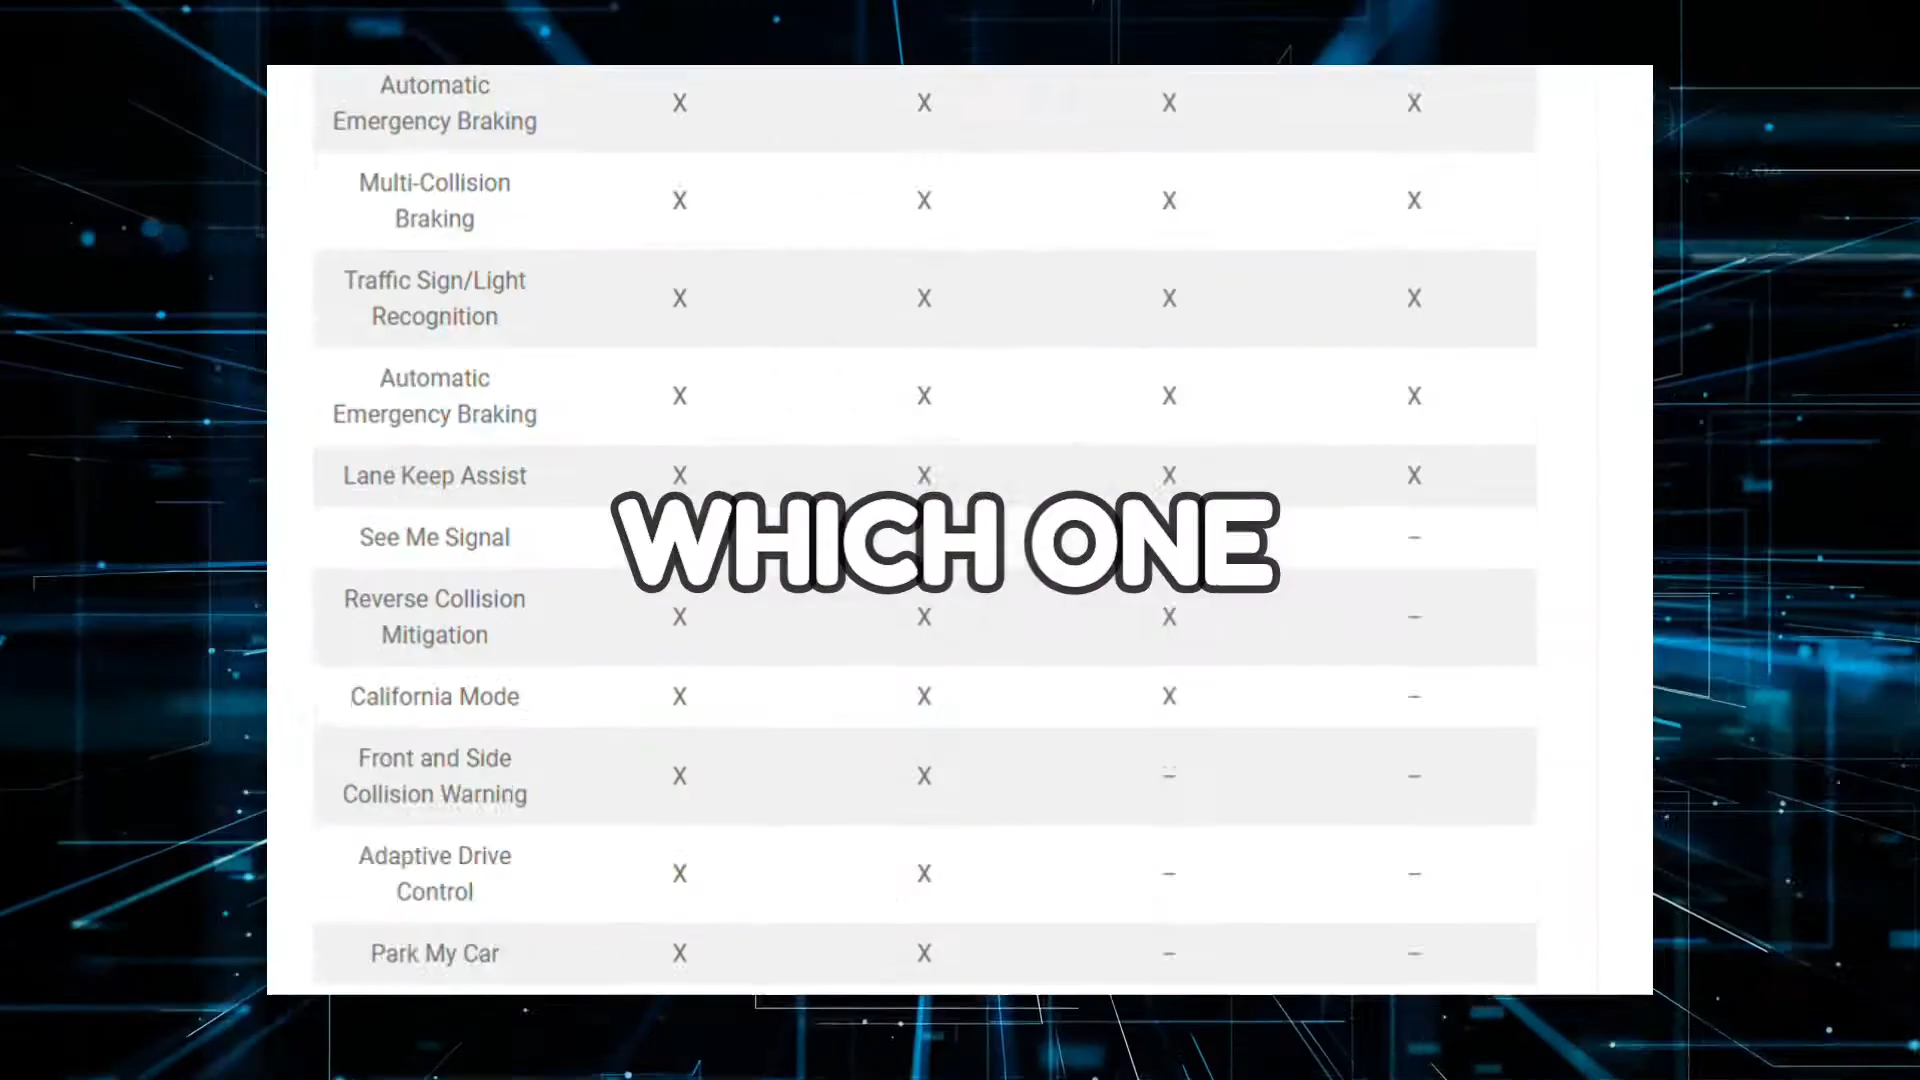 Automatic
Emergency Braking X X X X
Multi-Collision
Braking X X X X
Traffic Sign/Light
Recognition X X X X
Automatic
Emergency Braking X X X X
Lane Keep Assist X X X X
WHICH ONE
See Me Signal –
Reverse Collision
Mitigation X X X –
California Mode X X X –
Front and Side
Collision Warning X X – –
Adaptive Drive
Control X X – –
Park My Car X X – –